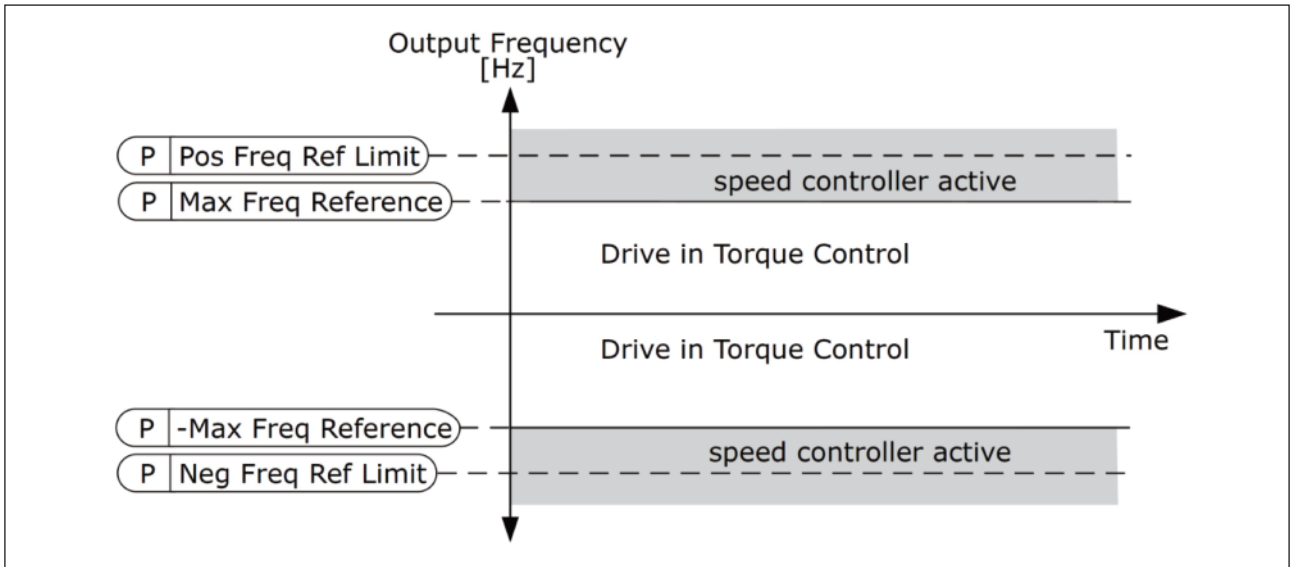 Output Frequency
[Hz]
P Pos Freq Ref Limit
speed controller active
P Max Freq Reference
Drive in Torque Control
Time
Drive in Torque Control
P -Max Freq Reference
speed controller active
P Neg Freq Ref Limit